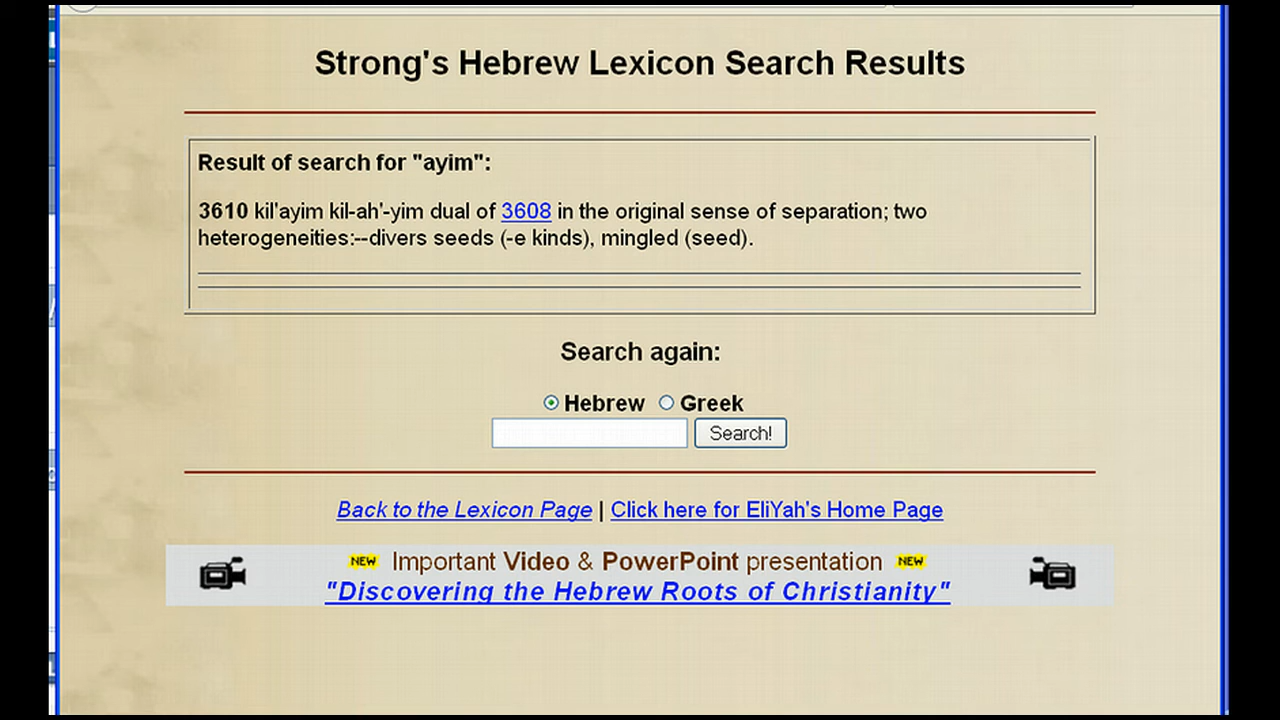 Strong's Hebrew Lexicon Search Results
Result of search for "ayim":
3610 kil'ayim kil-ah'-yim dual of 3608 in the original sense of separation; two
heterogeneities:--divers seeds (-e kinds), mingled (seed).
Search again:
Hebrew Greek
Search!
Back to the Lexicon Page | Click here for EliYah's Home Page
NEW Important Video & PowerPoint presentation NEW
"Discovering the Hebrew Roots of Christianity"